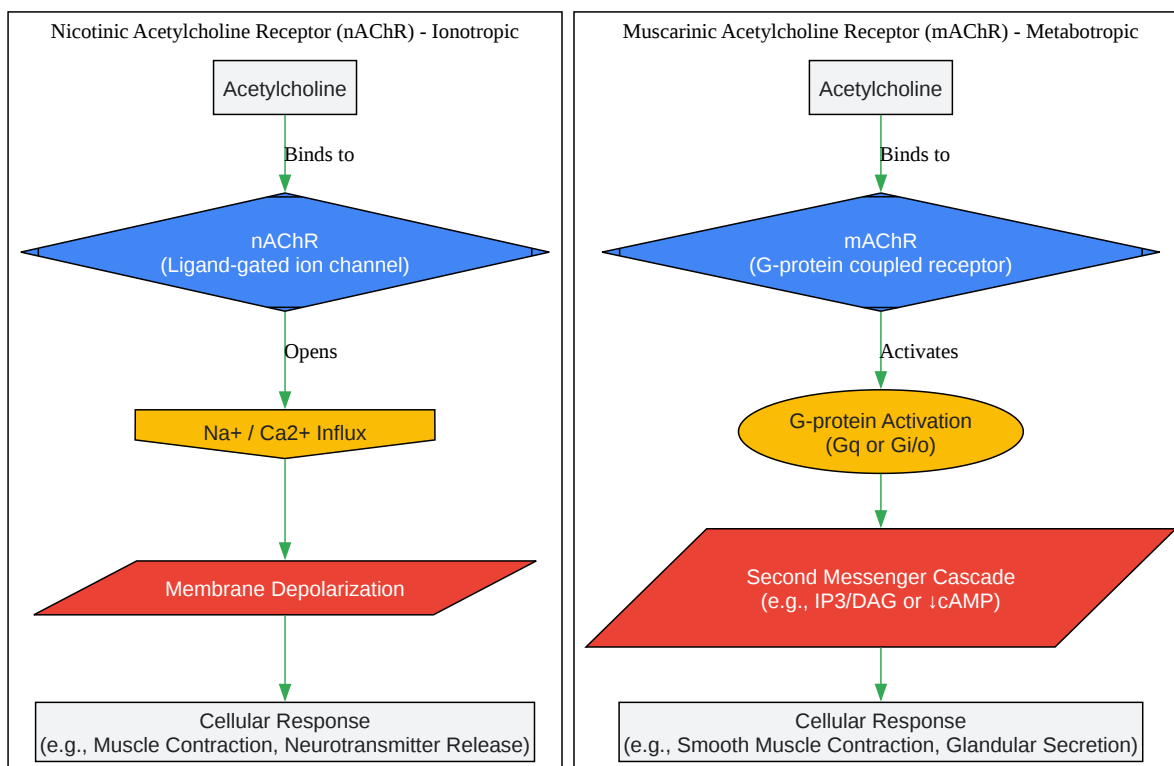 Nicotinic Acetylcholine Receptor (nAChR) - Ionotropic
Acetylcholine
Binds to
nAChR
(Ligand-gated ion channel)
Opens
Na+ / Ca2+ Influx
Membrane Depolarization
Cellular Response
(e.g., Muscle Contraction, Neurotransmitter Release)
Muscarinic Acetylcholine Receptor (mAChR) - Metabotropic
Acetylcholine
Binds to
mAChR
(G-protein coupled receptor)
Activates
G-protein Activation
(Gq or Gi/o)
Second Messenger Cascade
(e.g., IP3/DAG or ↓cAMP)
Cellular Response
(e.g., Smooth Muscle Contraction, Glandular Secretion)